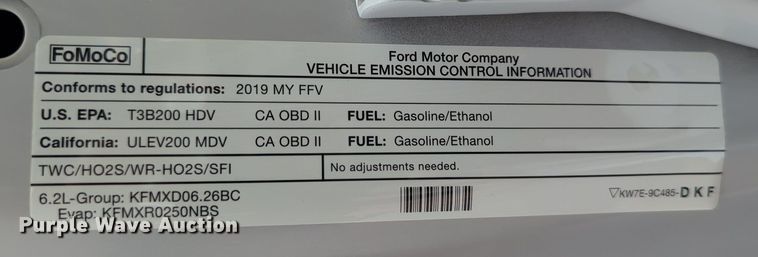 FoMoCo
Ford Motor Company
VEHICLE EMISSION CONTROL INFORMATION
Conforms to regulations: 2019 MY FFV
U.S. EPA: T3B200 HDV CA OBD II FUEL: Gasoline/Ethanol
California: ULEV200 MDV CA OBD II FUEL: Gasoline/Ethanol
TWC/HO2S/WR-HO2S/SFI No adjustments needed.
6.2L-Group: KFMXD06.26BC
Evap: KFMXR0250NBS
▽KW7E-9C485-DKF
Purple Wave Auction